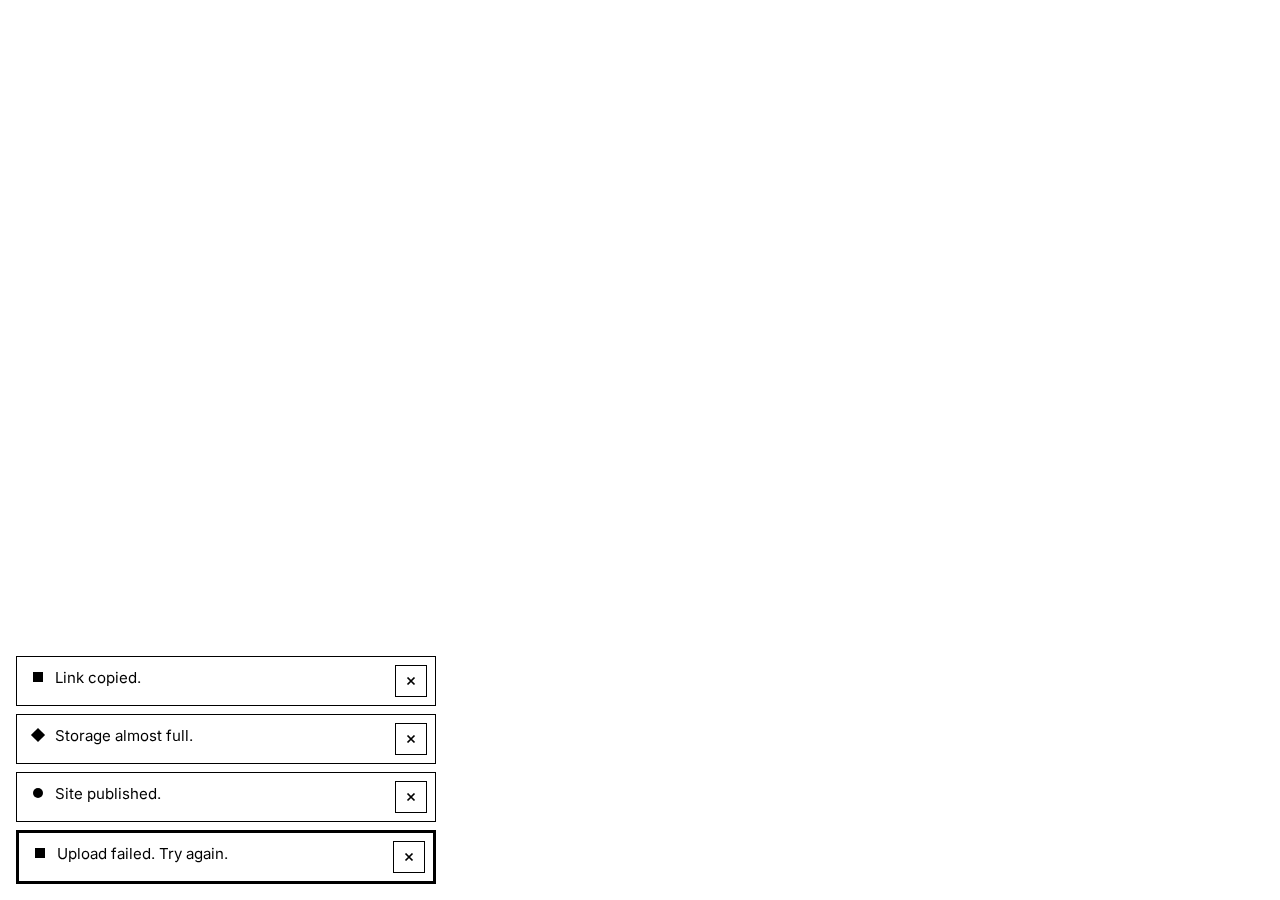 Link copied.
Storage almost full.
Site published.
Upload failed. Try again.